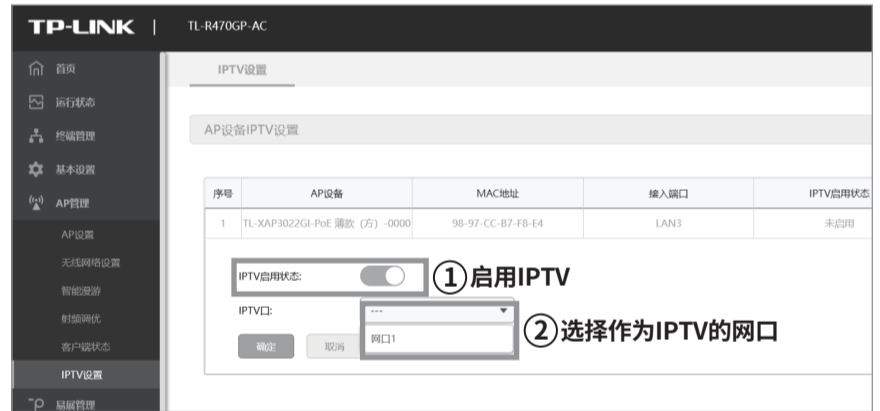 TP-LINK | TL-R470GP-AC
首页
运行状态
终端管理
基本设置
AP管理
AP设置
无线网络设置
智能漫游
射频调优
客户端状态
IPTV设置
易展管理
IPTV设置
AP设备IPTV设置
序号 AP设备 MAC地址 接入端口 IPTV启用状态
1 TL-XAP3022GI-PoE 薄款（方）-0000 98-97-CC-B7-F8-E4 LAN3 未启用
IPTV启用状态: ①启用IPTV
IPTV口: ---
网口1 ②选择作为IPTV的网口
确定 取消